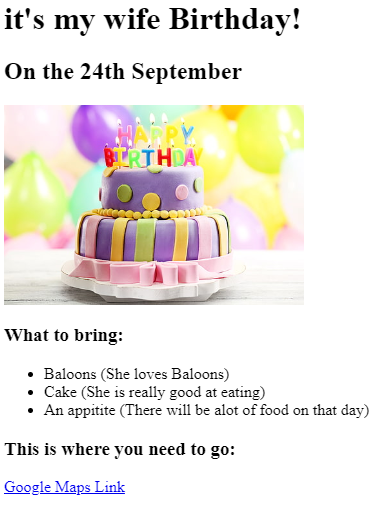 it's my wife Birthday!
On the 24th September
HAPPY
BIRTHDAY
What to bring:
Baloons (She loves Baloons)
Cake (She is really good at eating)
An appitite (There will be alot of food on that day)
This is where you need to go:
Google Maps Link